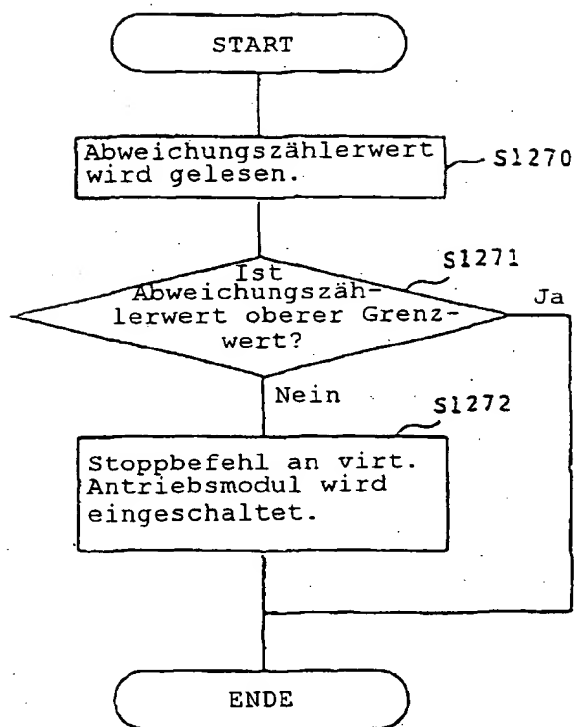 START
Abweichungszählerwert
wird gelesen.
S1270
S1271
Ist
Abweichungszäh-
lerwert oberer Grenz-
wert?
Ja
Nein
S1272
Stoppbefehl an virt.
Antriebsmodul wird
eingeschaltet.
ENDE